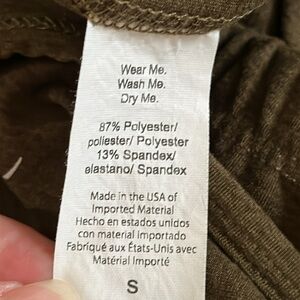 Wear Me.
Wash Me.
Dry Me.
87% Polyester/
poliester/ Polyester
13% Spandex/
elastano/ Spandex
Made in the USA of
Imported Material
Hecho en estados unidos
con material importado
Fabriqué aux États-Unis avec
Matérial Importé
S